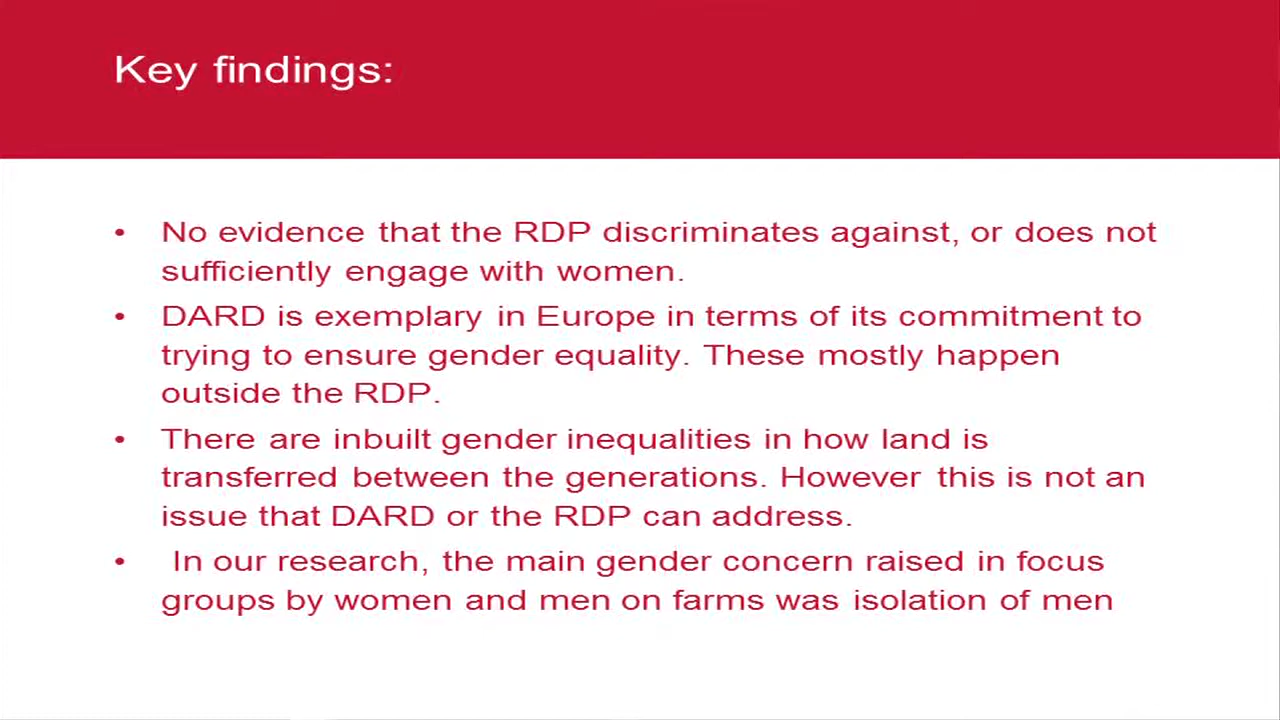 Key findings:
• No evidence that the RDP discriminates against, or does not
sufficiently engage with women.
• DARD is exemplary in Europe in terms of its commitment to
trying to ensure gender equality. These mostly happen
outside the RDP.
• There are inbuilt gender inequalities in how land is
transferred between the generations. However this is not an
issue that DARD or the RDP can address.
• In our research, the main gender concern raised in focus
groups by women and men on farms was isolation of men